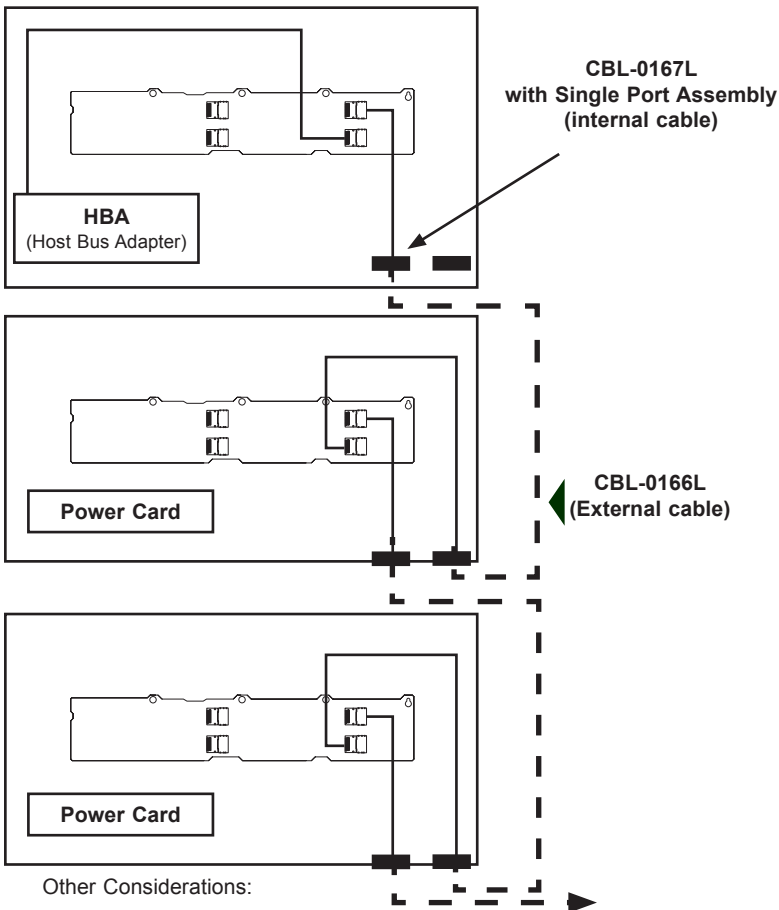 CBL-0167L
with Single Port Assembly
(internal cable)
HBA
(Host Bus Adapter)
CBL-0166L
(External cable)
Power Card
Power Card
Other Considerations: